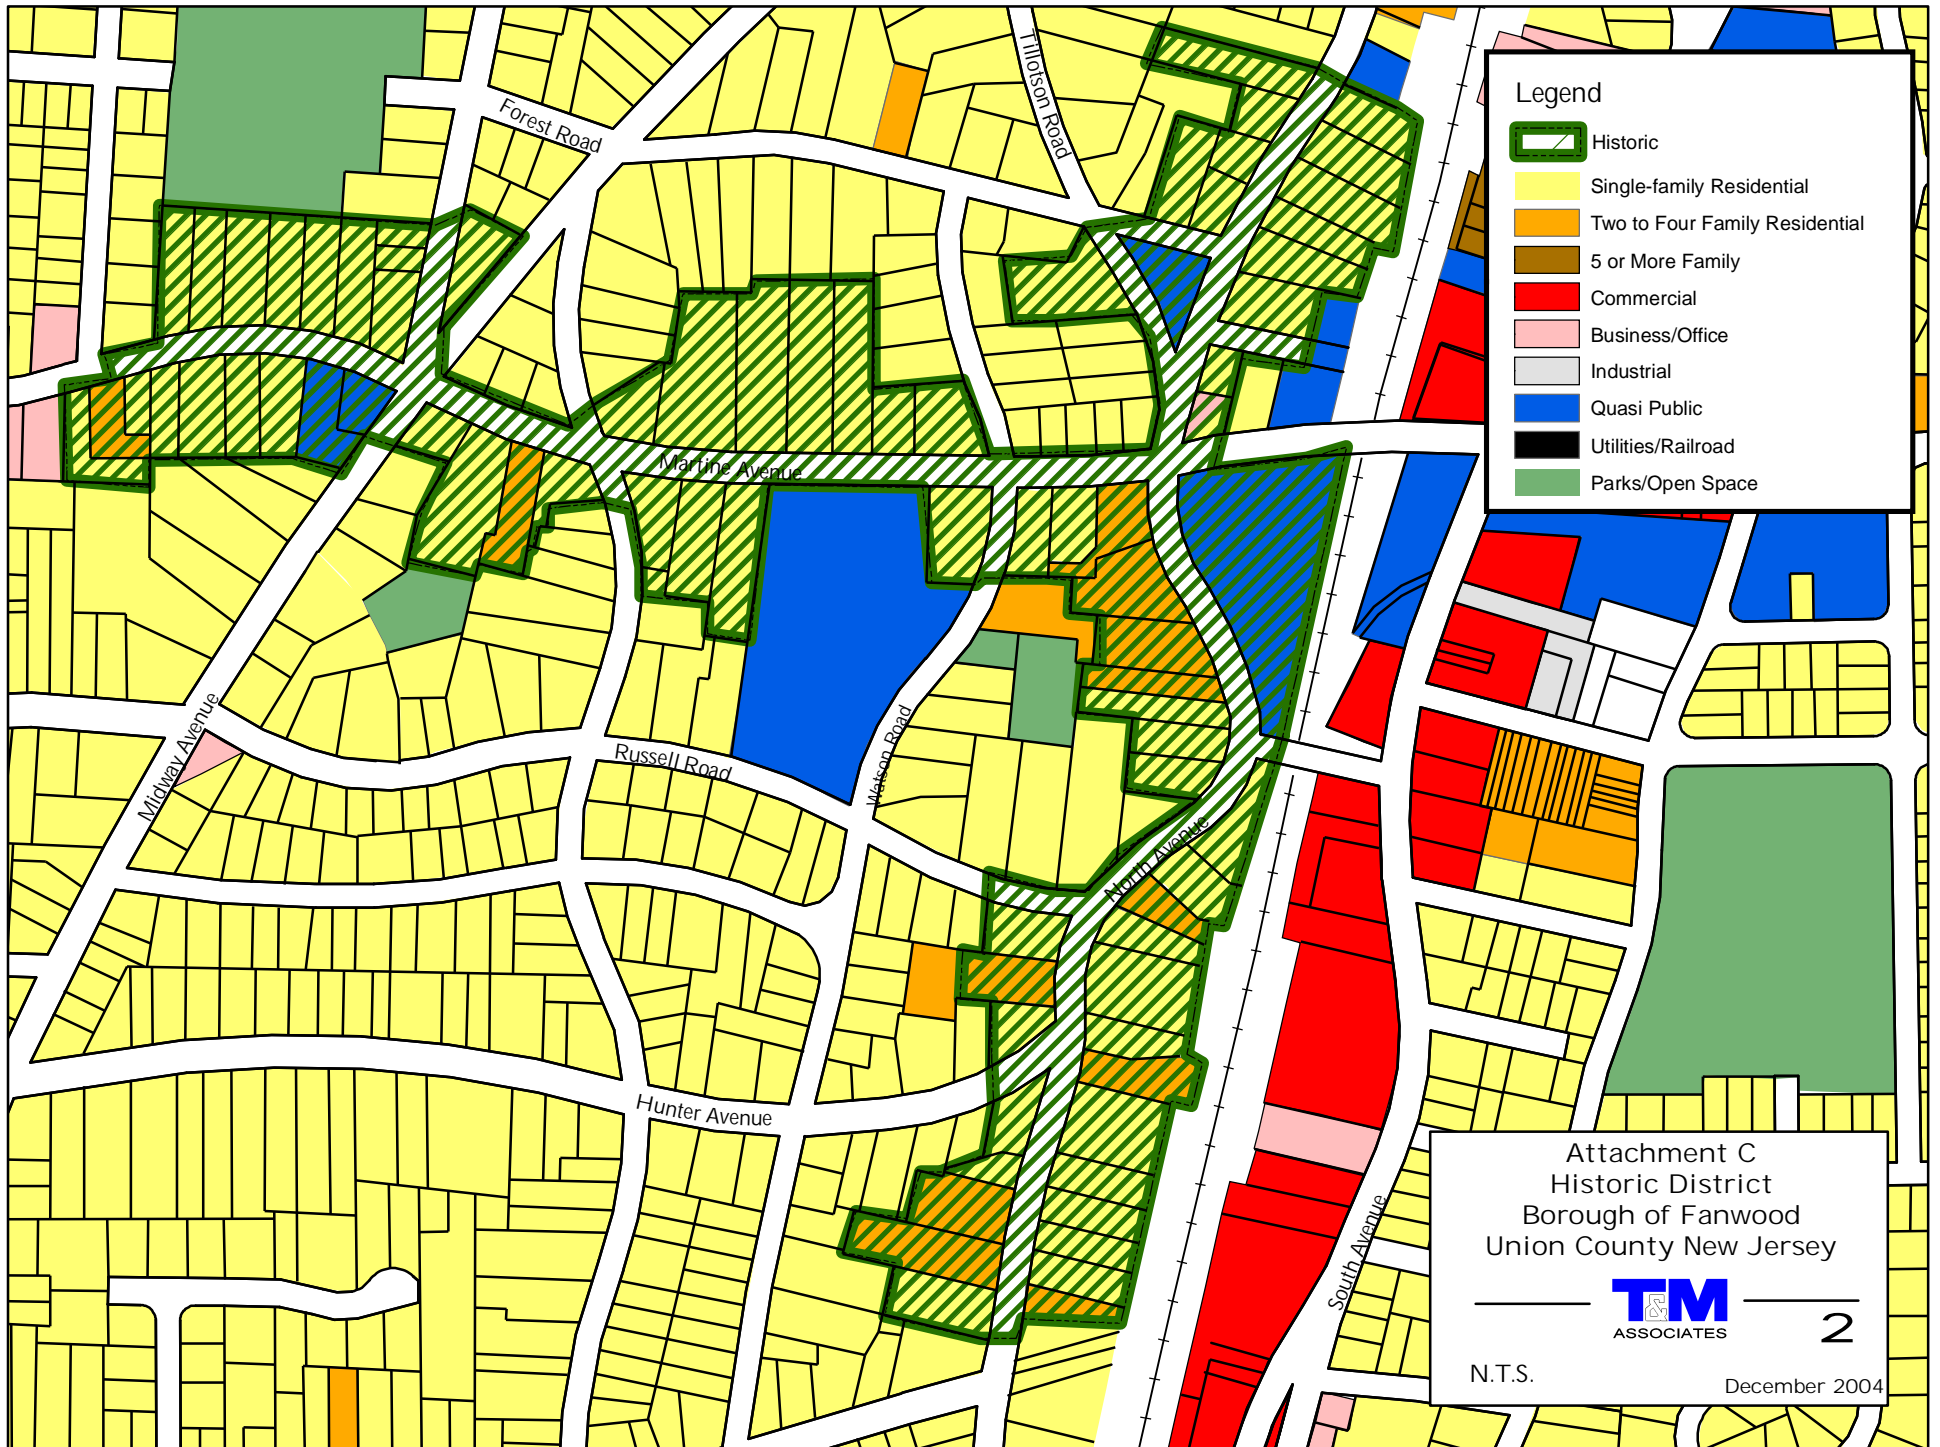 Tillotson Road
Forest Road
Legend
Historic
Single-family Residential
Two to Four Family Residential
5 or More Family
Commercial
Business/Office
Industrial
Quasi Public
Utilities/Railroad
Parks/Open Space
Martine Avenue
Midway Avenue
Russell Road
Watson Road
North Avenue
Hunter Avenue
South Avenue
Attachment C
Historic District
Borough of Fanwood
Union County New Jersey
T&M
ASSOCIATES
2
N.T.S.
December 2004